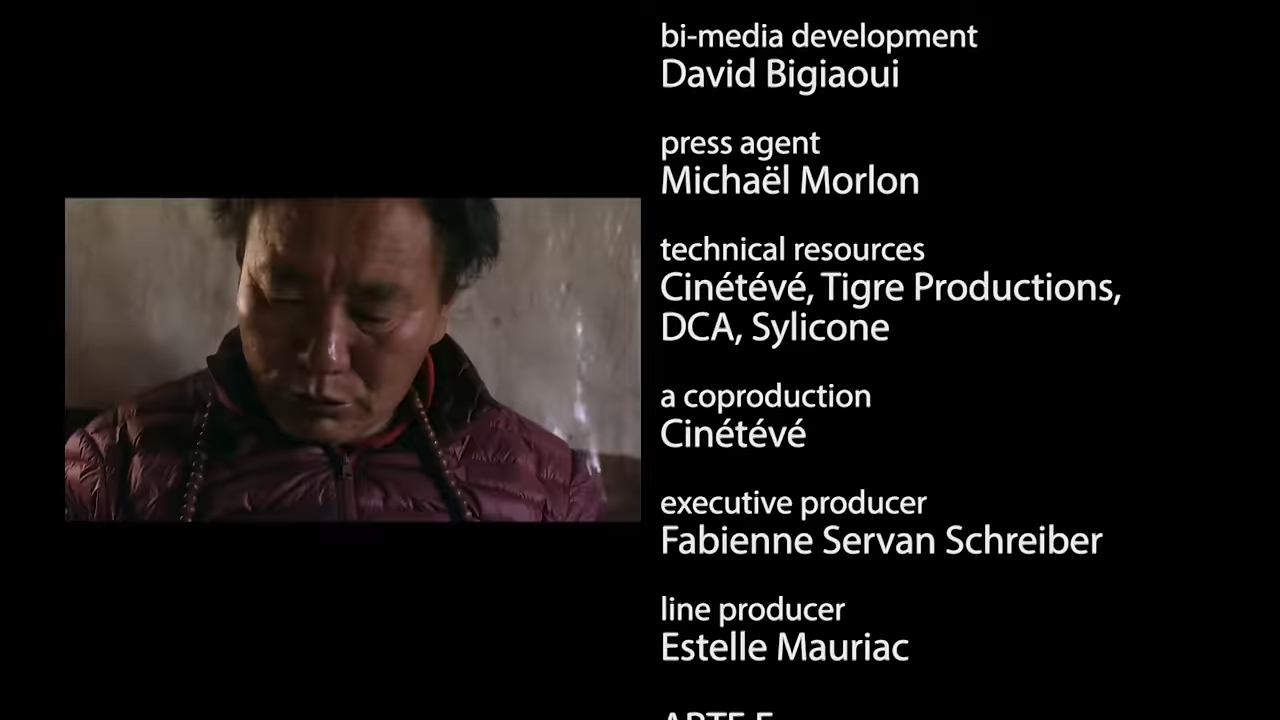 bi-media development
David Bigiaoui
press agent
Michaël Morlon
technical resources
Cinétévé, Tigre Productions,
DCA, Sylicone
a coproduction
Cinétévé
executive producer
Fabienne Servan Schreiber
line producer
Estelle Mauriac